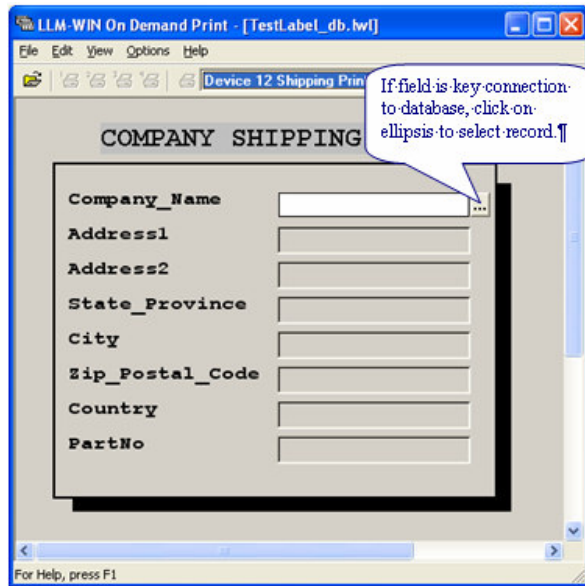 LLM-WIN On Demand Print - [TestLabel_db.lwl]
File Edit View Options Help
Device 12 Shipping Prin
If field·is·key·connection·
to·database,·click·on·
ellipsis·to·select·record.¶
COMPANY SHIPPING
Company_Name
...
Address1
Address2
State_Province
City
Zip_Postal_Code
Country
PartNo
For Help, press F1